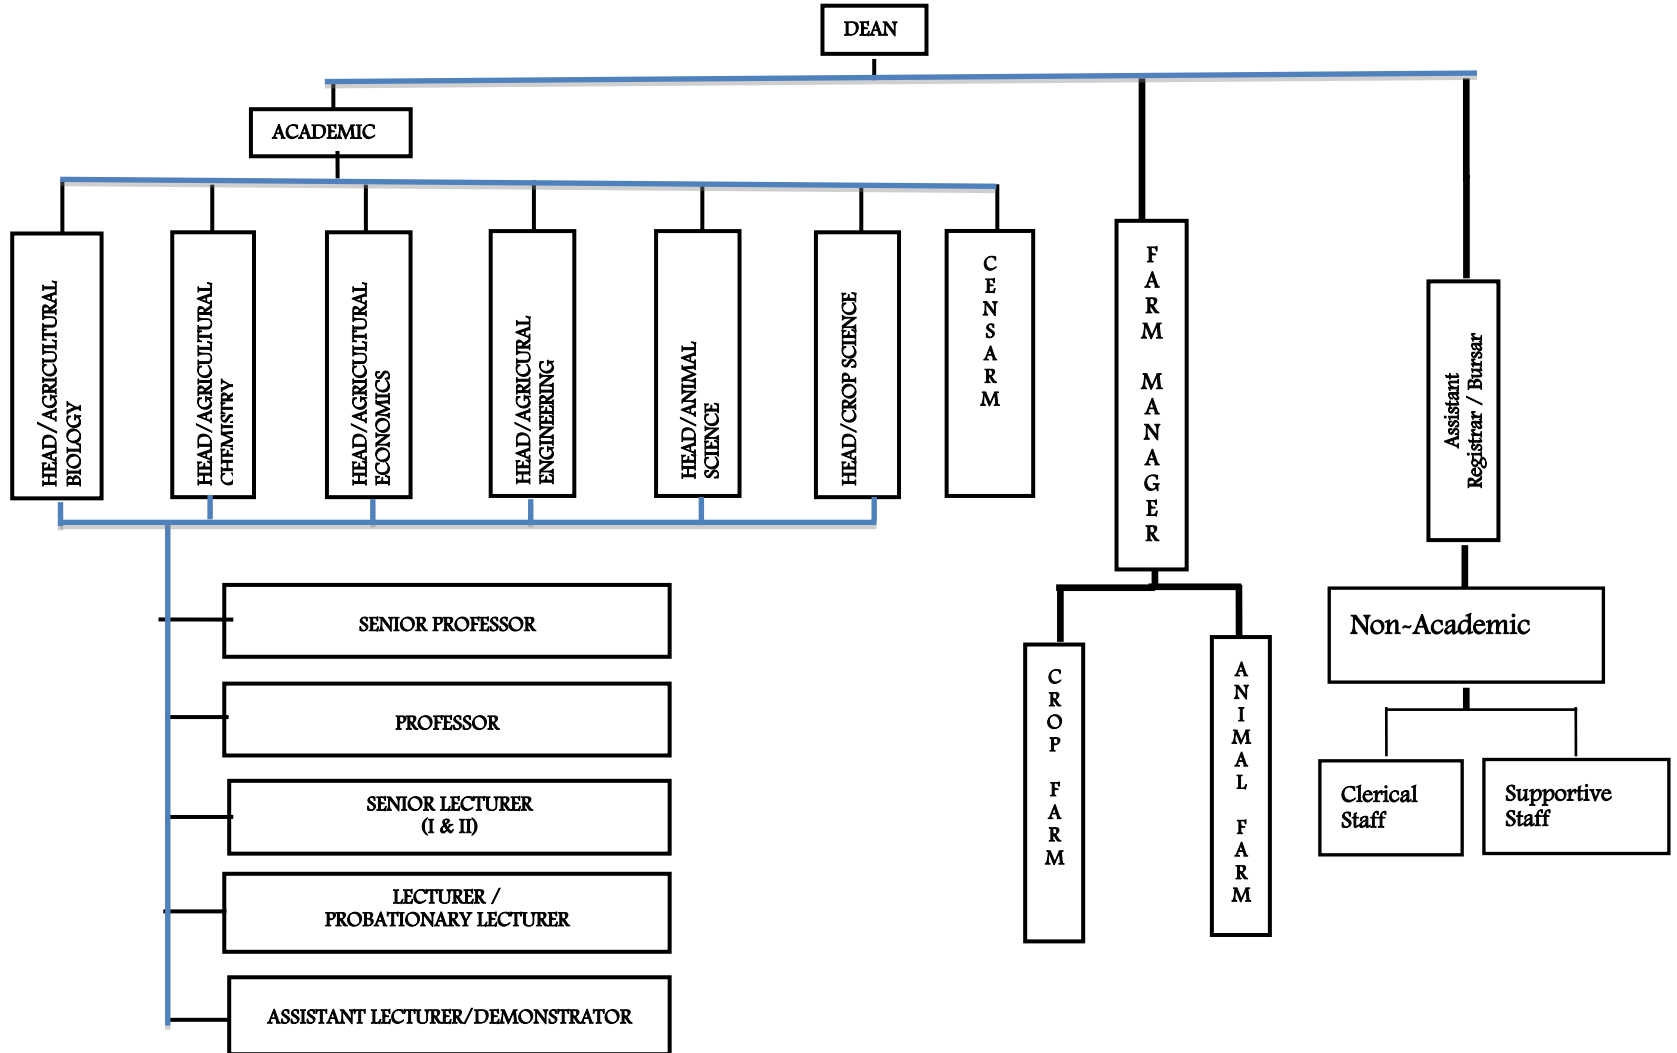 DEAN
ACADEMIC
HEAD/AGRICULTURAL
BIOLOGY
HEAD/AGRICULTURAL
CHEMISTRY
HEAD/AGRICULTURAL
ECONOMICS
HEAD/AGRICURAL
ENGINEERING
HEAD/ANIMAL
SCIENCE
HEAD/CROP SCIENCE
CENSARM
FARM MANAGER
Assistant
Registrar / Bursar
SENIOR PROFESSOR
PROFESSOR
SENIOR LECTURER
(I & II)
LECTURER /
PROBATIONARY LECTURER
ASSISTANT LECTURER/DEMONSTRATOR
CROP FARM
ANIMAL FARM
Non-Academic
Clerical
Staff
Supportive
Staff